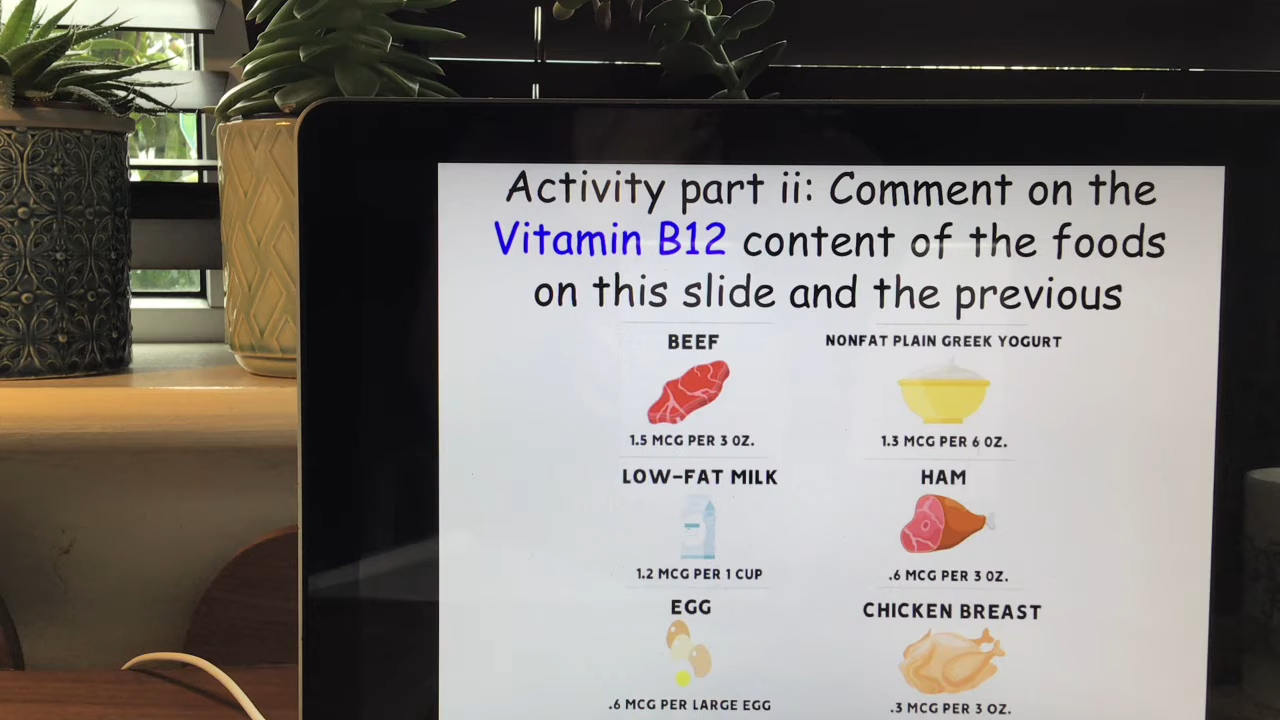 Activity part ii: Comment on the
Vitamin B12 content of the foods
on this slide and the previous
BEEF
NONFAT PLAIN GREEK YOGURT
1.5 MCG PER 3 OZ.
1.3 MCG PER 6 OZ.
LOW-FAT MILK
HAM
1.2 MCG PER 1 CUP
.6 MCG PER 3 OZ.
EGG
CHICKEN BREAST
.6 MCG PER LARGE EGG
.3 MCG PER 3 OZ.